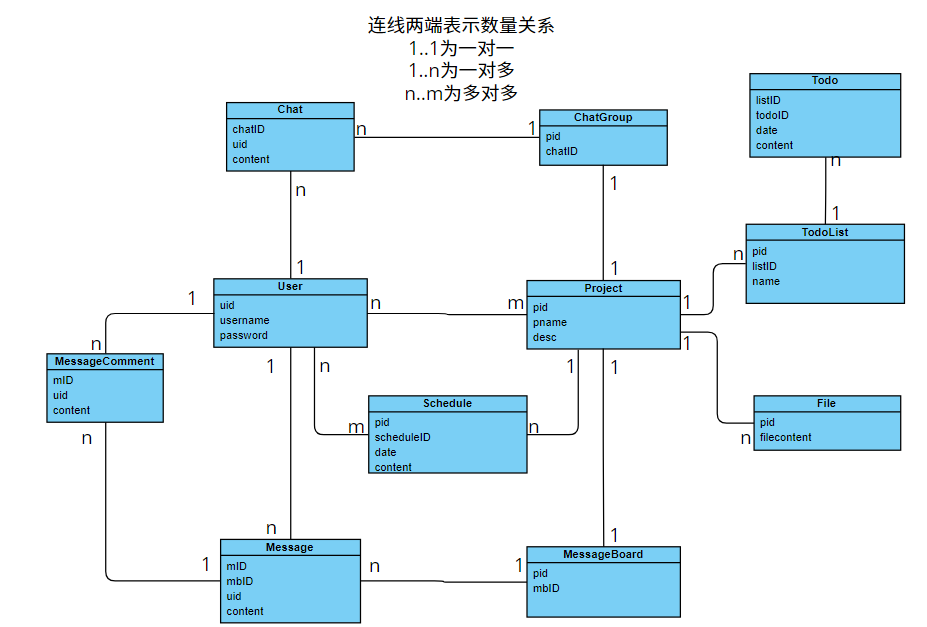 连线两端表示数量关系
1..1为一对一
1..n为一对多
n..m为多对多
Chat
chatID
uid
content
n
1
ChatGroup
pid
chatID
Todo
listID
todoID
date
content
n
1
TodoList
pid
listID
name
n
1
1
1
n
1
User
uid
username
password
n
m
Project
pid
pname
desc
1
1
n
MessageComment
mID
uid
content
n
1
n
1
n
m
Schedule
pid
scheduleID
date
content
n
1
1
File
pid
filecontent
n
1
n
Message
mID
mbID
uid
content
n
1
1
MessageBoard
pid
mbID